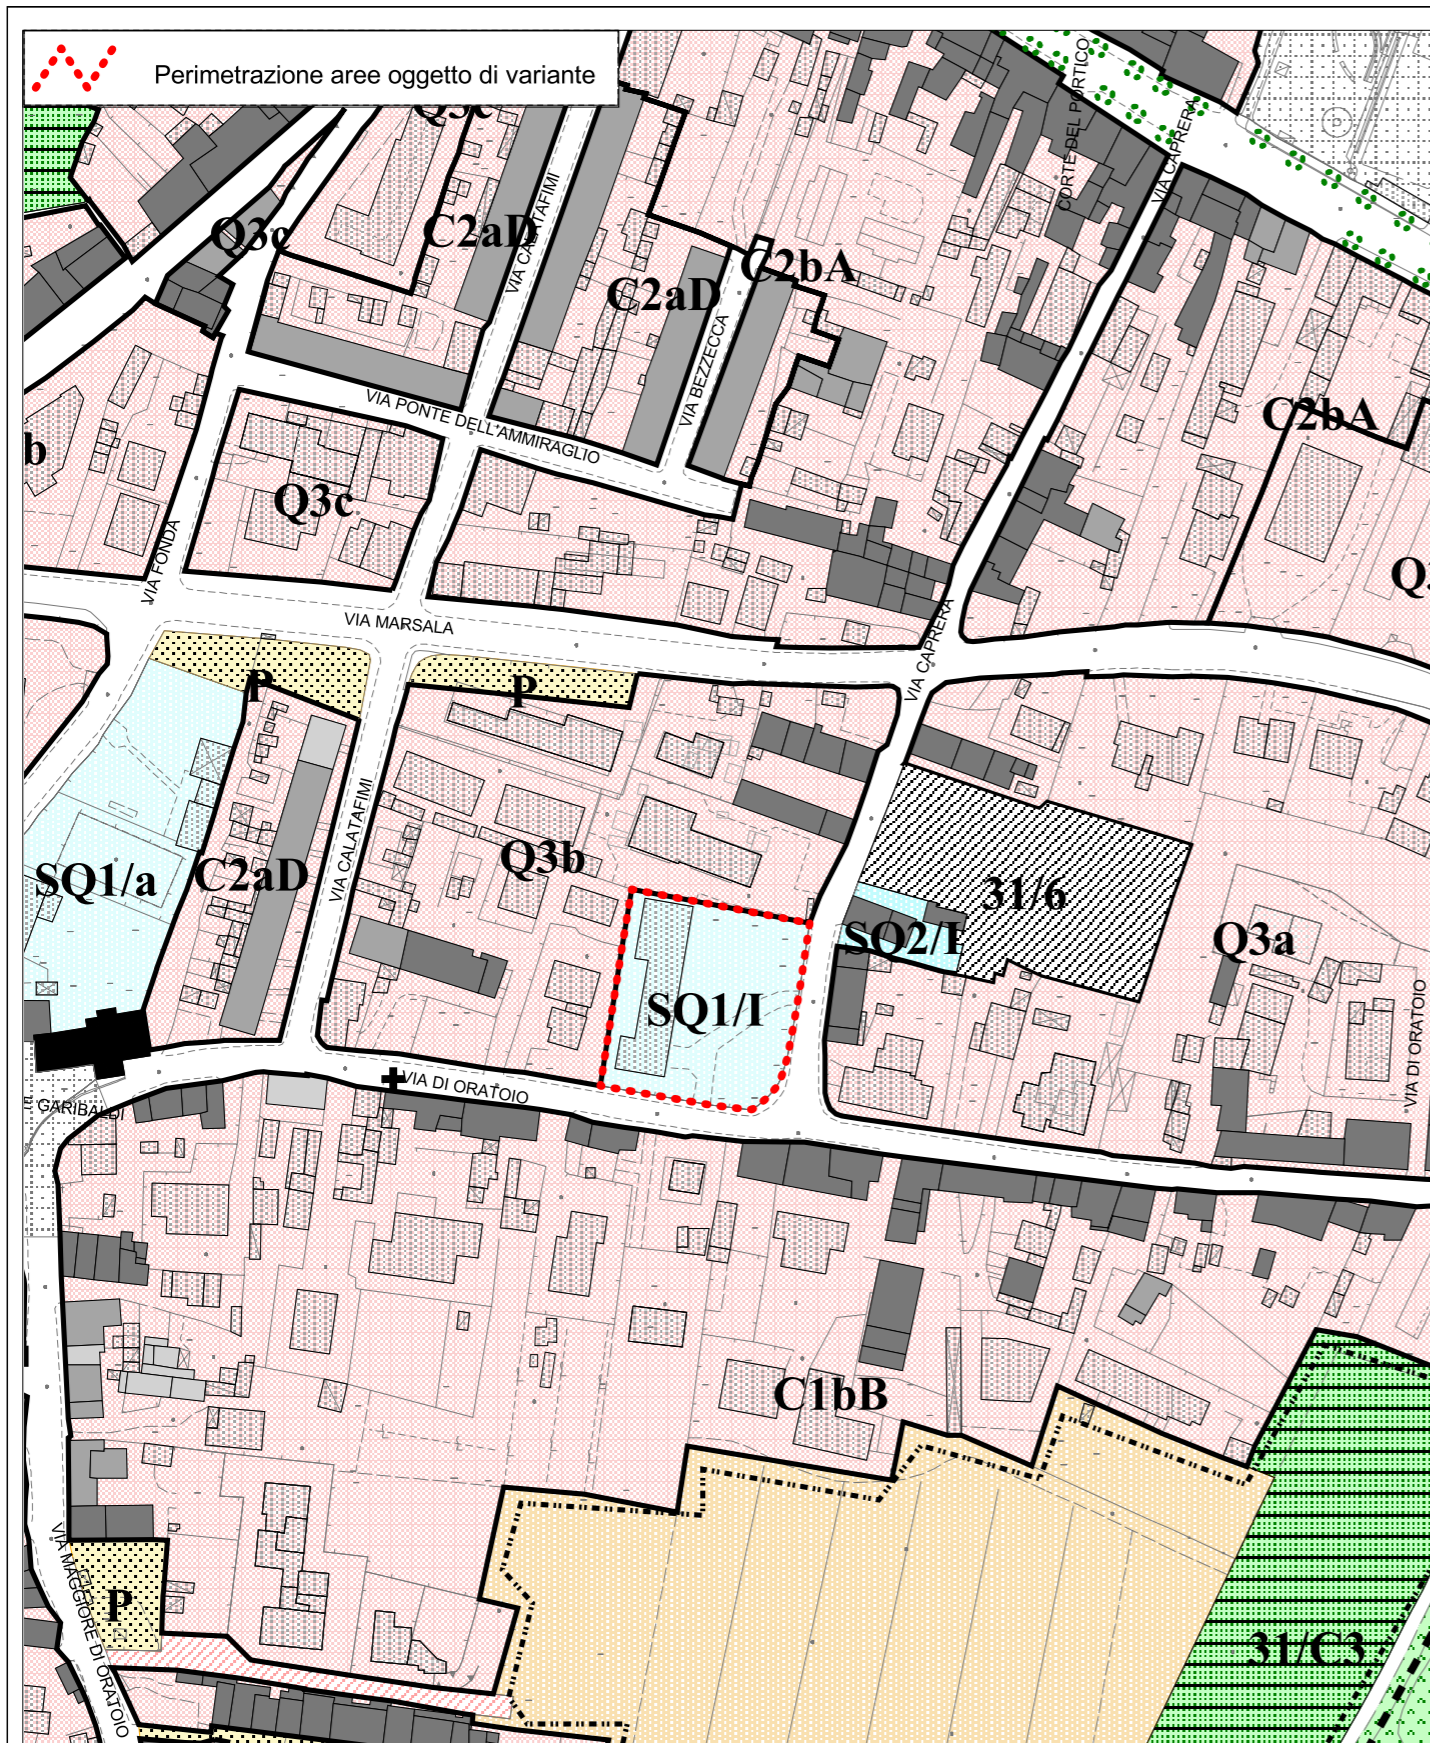 Perimetrazione aree oggetto di variante
Q3c
CORTE DEL PORTICO
VIA CAPRERA
Q3c
C2aD
VIA CALATAFIMI
C2bA
C2aD
VIA BEZZECCA
VIA PONTE DELL'AMMIRAGLIO
C2bA
b
Q3c
VIA FONDA
Q3
VIA MARSALA
VIA CAPRERA
P
P
VIA CALATAFIMI
Q3b
SQ1/a
C2aD
31/6
SQ2/I
Q3a
SQ1/I
VIA DI ORATOIO
VIA DI ORATOIO
GARIBALDI
C1bB
VIA MAGGIORE DI ORATOIO
P
31/C3